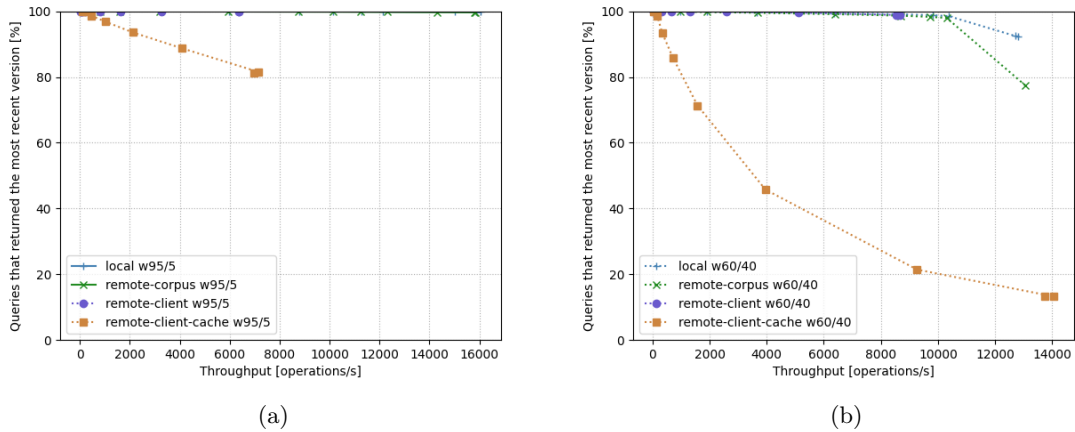 Queries that returned the most recent version [%]
100
80
60
40
20
0
local w95/5
remote-corpus w95/5
remote-client w95/5
remote-client-cache w95/5
0 2000 4000 6000 8000 10000 12000 14000 16000
Throughput [operations/s]
(a)
Queries that returned the most recent version [%]
100
80
60
40
20
0
local w60/40
remote-corpus w60/40
remote-client w60/40
remote-client-cache w60/40
0 2000 4000 6000 8000 10000 12000 14000
Throughput [operations/s]
(b)